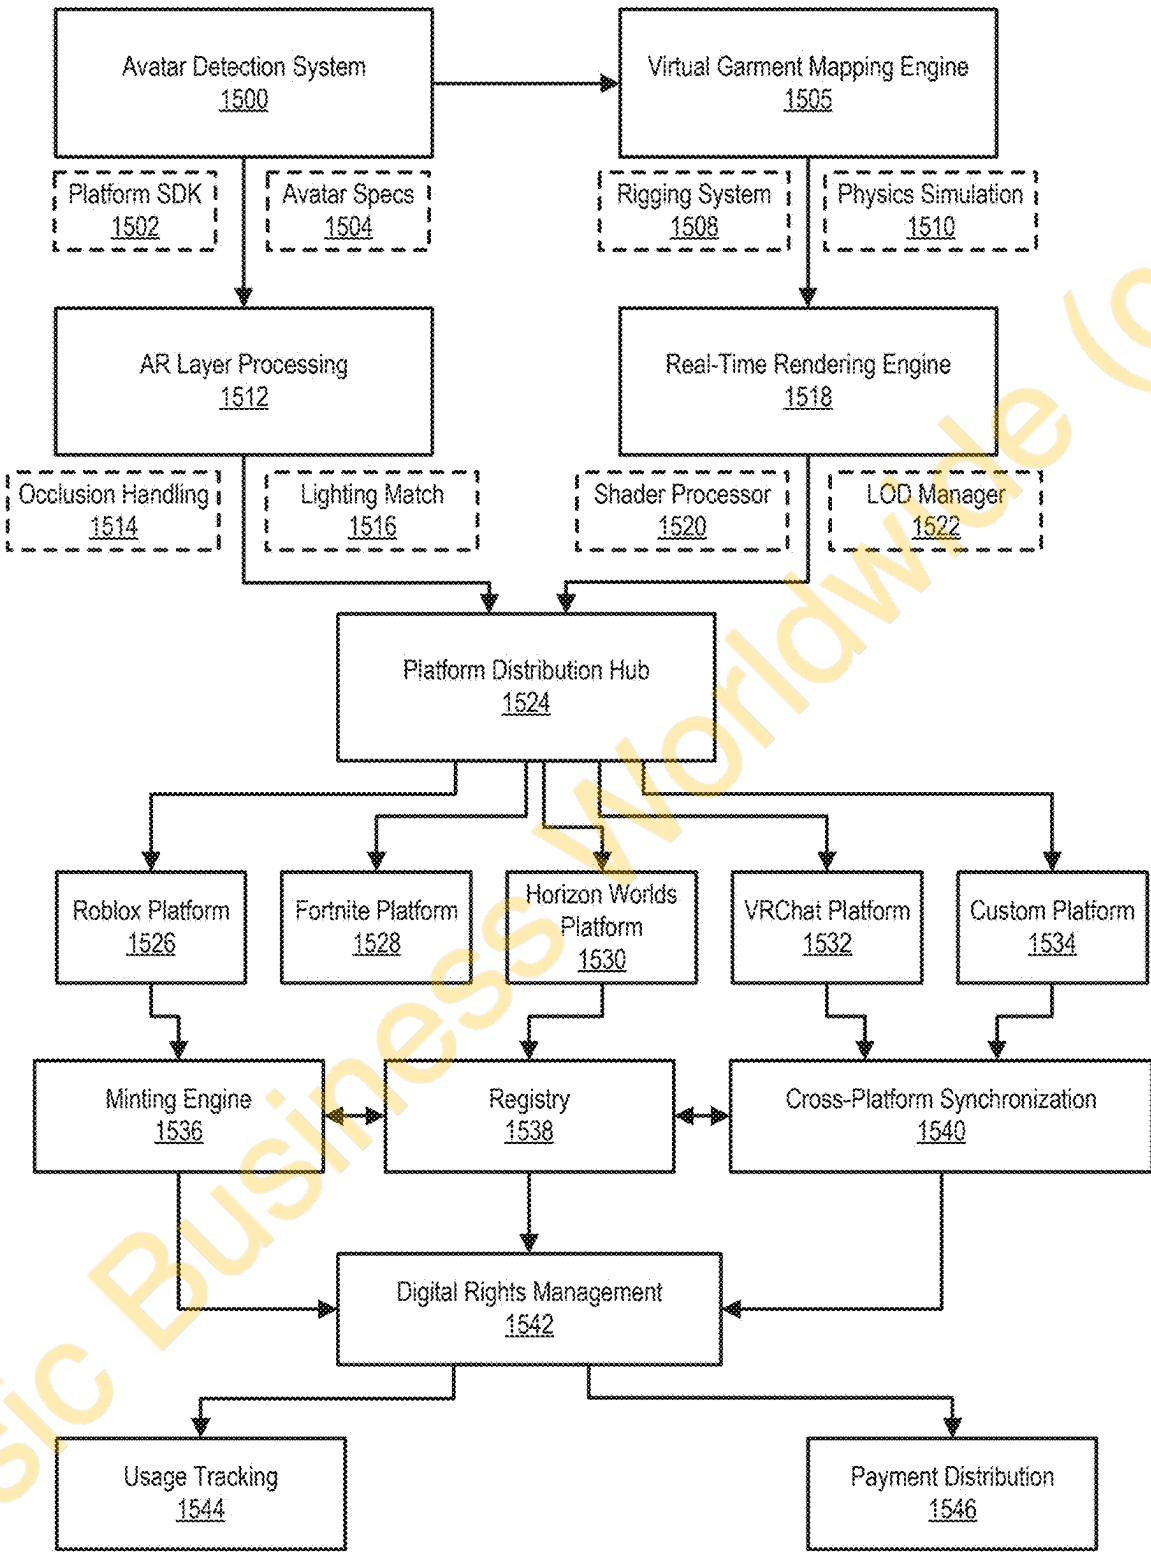 Avatar Detection System
1500
Virtual Garment Mapping Engine
1505
Platform SDK
1502
Avatar Specs
1504
Rigging System
1508
Physics Simulation
1510
AR Layer Processing
1512
Real-Time Rendering Engine
1518
Occlusion Handling
1514
Lighting Match
1516
Shader Processor
1520
LOD Manager
1522
Platform Distribution Hub
1524
Roblox Platform
1526
Fortnite Platform
1528
Horizon Worlds
Platform
1530
VRChat Platform
1532
Custom Platform
1534
Minting Engine
1536
Registry
1538
Cross-Platform Synchronization
1540
Digital Rights Management
1542
Usage Tracking
1544
Payment Distribution
1546
sic Business Worldwide (c